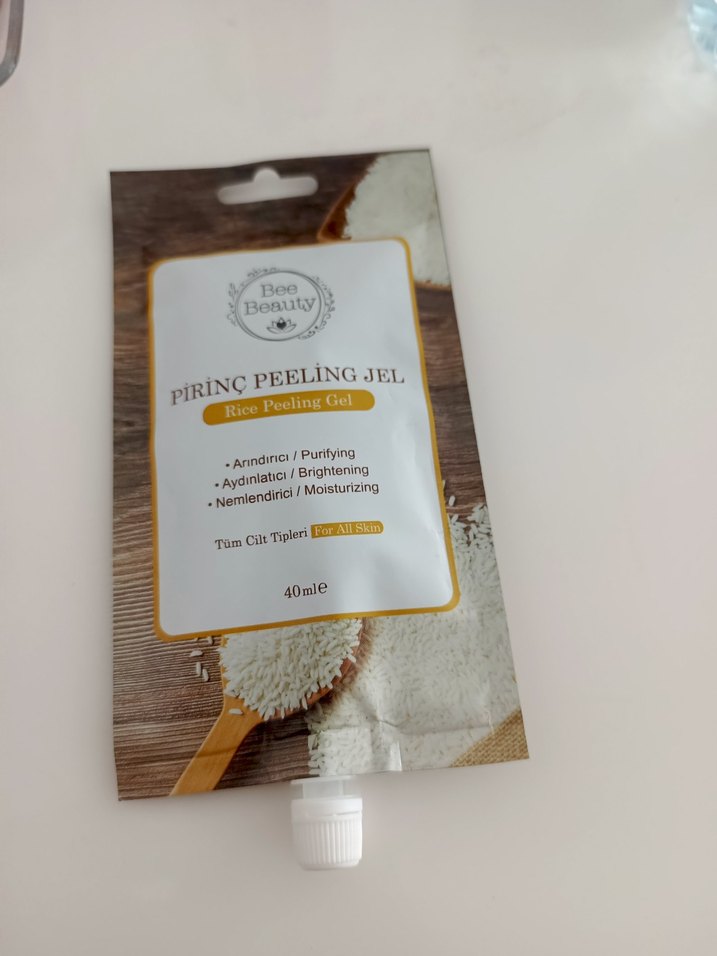 Bee
Beauty
PİRİNÇ PEELİNG JEL
Rice Peeling Gel
• Arındırıcı / Purifying
• Aydınlatıcı / Brightening
• Nemlendirici / Moisturizing
Tüm Cilt Tipleri For All Skin
40ml℮